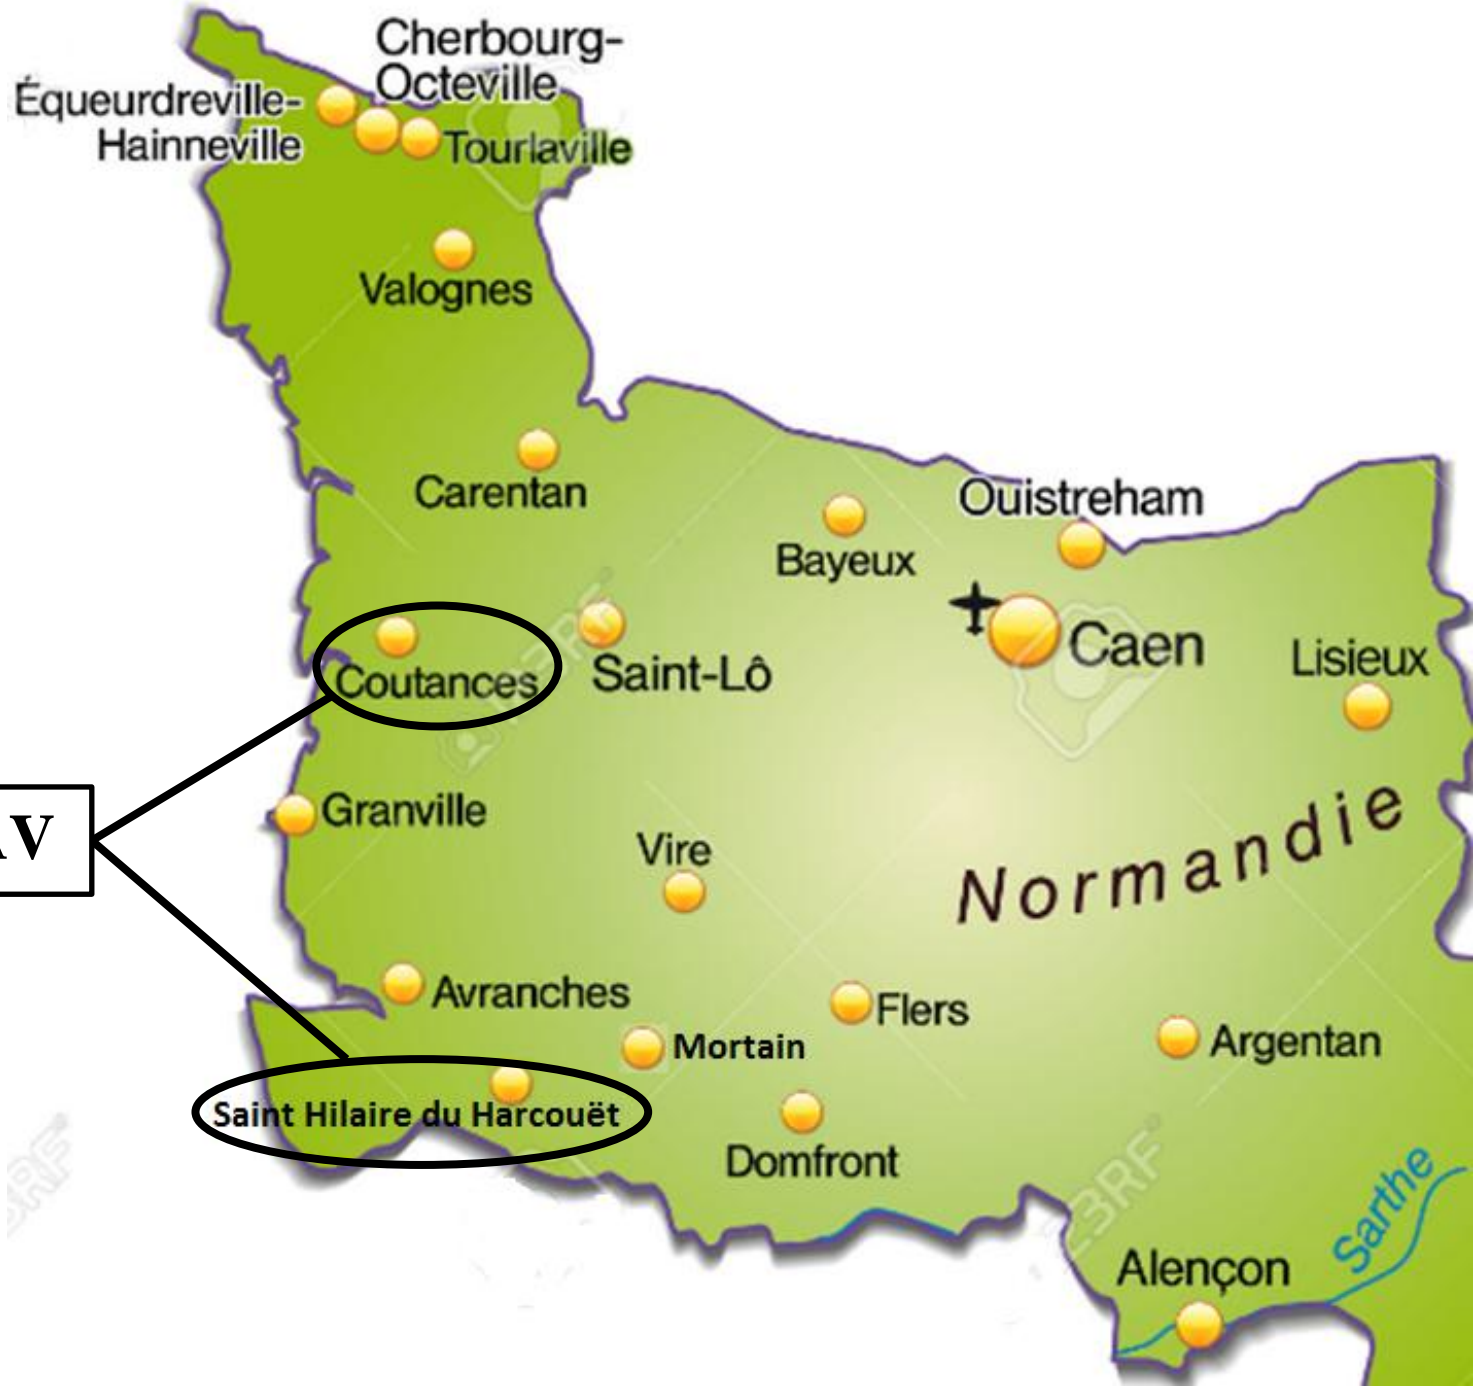 Cherbourg-
Octeville
Équeurdreville-
Hainneville
Tourlaville
Valognes
Carentan
Ouistreham
Bayeux
Caen
Lisieux
Coutances
Saint-Lô
Granville
Vire
Normandie
Avranches
Flers
Mortain
Argentan
Saint Hilaire du Harcouët
Domfront
Sarthe
Alençon